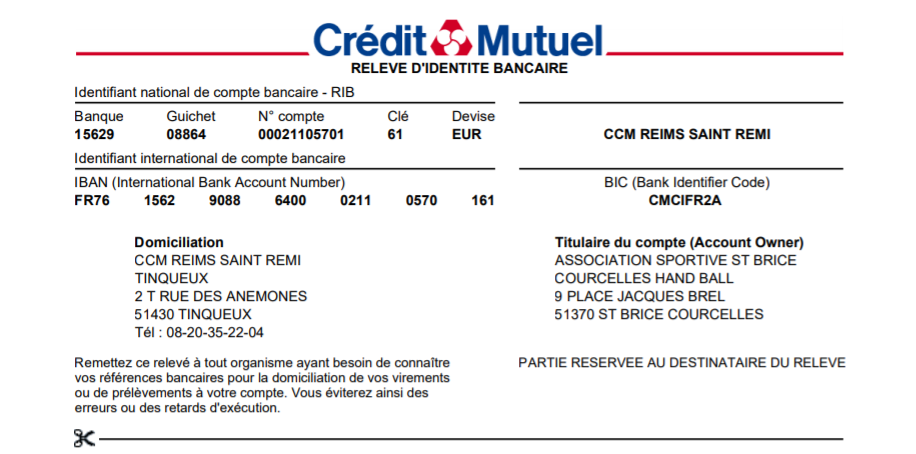 Crédit Mutuel
RELEVE D'IDENTITE BANCAIRE
Identifiant national de compte bancaire - RIB
Banque Guichet N° compte Clé Devise
15629 08864 00021105701 61 EUR
CCM REIMS SAINT REMI
Identifiant international de compte bancaire
IBAN (International Bank Account Number)
FR76 1562 9088 6400 0211 0570 161
BIC (Bank Identifier Code)
CMCIFR2A
Domiciliation
CCM REIMS SAINT REMI
TINQUEUX
2 T RUE DES ANEMONES
51430 TINQUEUX
Tél : 08-20-35-22-04
Titulaire du compte (Account Owner)
ASSOCIATION SPORTIVE ST BRICE
COURCELLES HAND BALL
9 PLACE JACQUES BREL
51370 ST BRICE COURCELLES
Remettez ce relevé à tout organisme ayant besoin de connaître
vos références bancaires pour la domiciliation de vos virements
ou de prélèvements à votre compte. Vous éviterez ainsi des
erreurs ou des retards d'exécution.
PARTIE RESERVEE AU DESTINATAIRE DU RELEVE